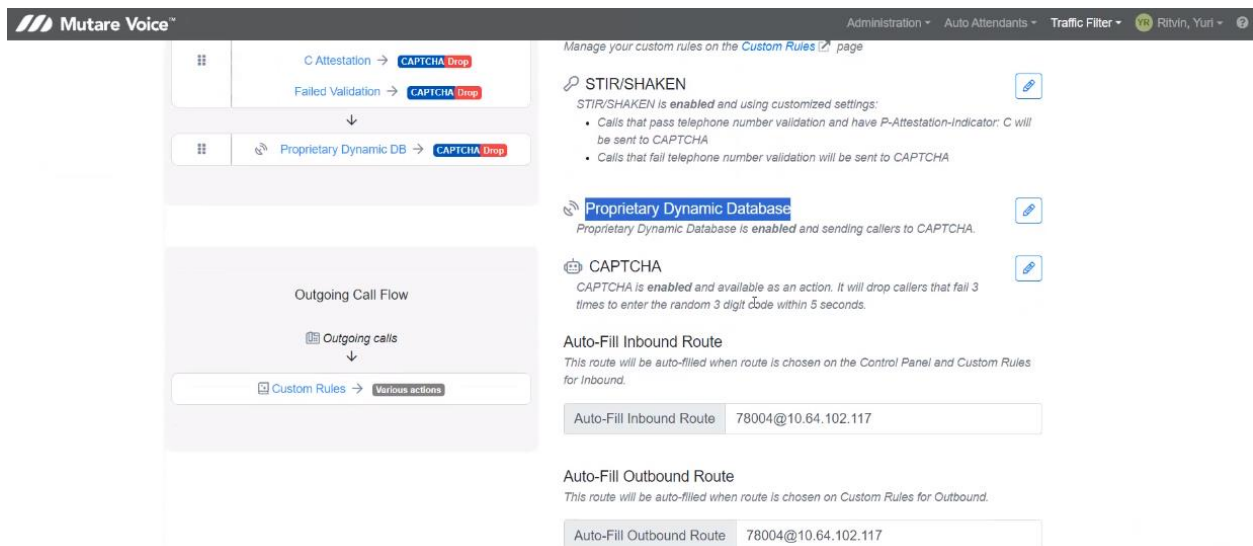 Mutare Voice™
Administration Auto Attendants Traffic Filter YR Ritvin, Yuri
C Attestation → CAPTCHA Drop
Failed Validation → CAPTCHA Drop
Proprietary Dynamic DB → CAPTCHA Drop
Outgoing Call Flow
Outgoing calls
Custom Rules → Various actions
Manage your custom rules on the Custom Rules page
STIR/SHAKEN
STIR/SHAKEN is enabled and using customized settings:
• Calls that pass telephone number validation and have P-Attestation-Indicator: C will
be sent to CAPTCHA
• Calls that fail telephone number validation will be sent to CAPTCHA
Proprietary Dynamic Database
Proprietary Dynamic Database is enabled and sending callers to CAPTCHA.
CAPTCHA
CAPTCHA is enabled and available as an action. It will drop callers that fail 3
times to enter the random 3 digit code within 5 seconds.
Auto-Fill Inbound Route
This route will be auto-filled when route is chosen on the Control Panel and Custom Rules
for Inbound.
Auto-Fill Inbound Route 78004@10.64.102.117
Auto-Fill Outbound Route
This route will be auto-filled when route is chosen on Custom Rules for Outbound.
Auto-Fill Outbound Route 78004@10.64.102.117